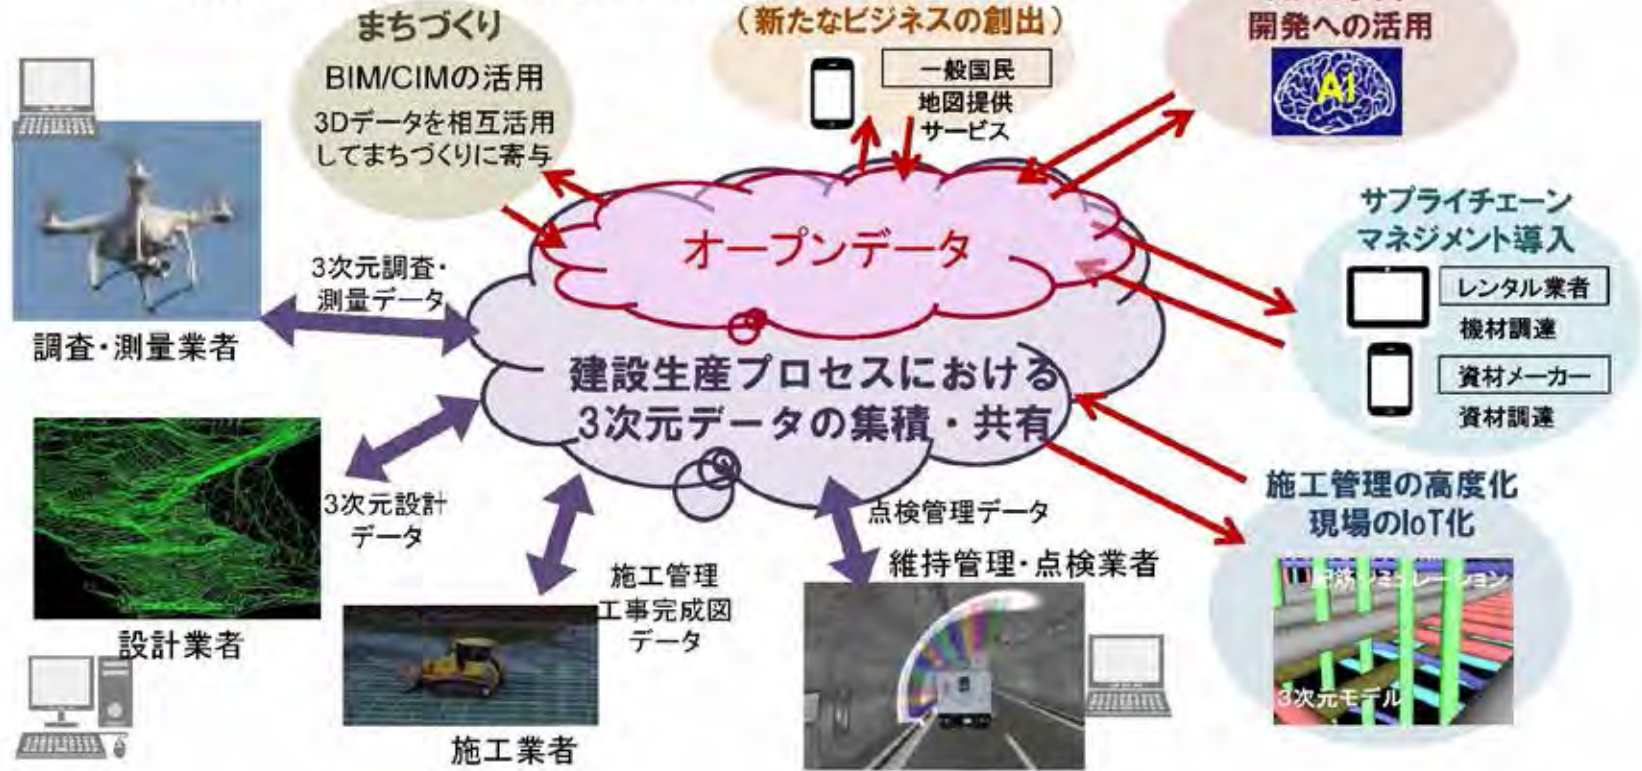 まちづくり
BIM/CIMの活用
3Dデータを相互活用
してまちづくりに寄与
(新たなビジネスの創出)
一般国民
地図提供
サービス
開発への活用
AI
サプライチェーン
マネジメント導入
レンタル業者
機材調達
資材メーカー
資材調達
オープンデータ
3次元調査・
測量データ
調査・測量業者
建設生産プロセスにおける
3次元データの集積・共有
3次元設計
データ
設計業者
施工管理
工事完成図
データ
施工業者
点検管理データ
維持管理・点検業者
施工管理の高度化
現場のIoT化
配筋シミュレーション
3次元モデル